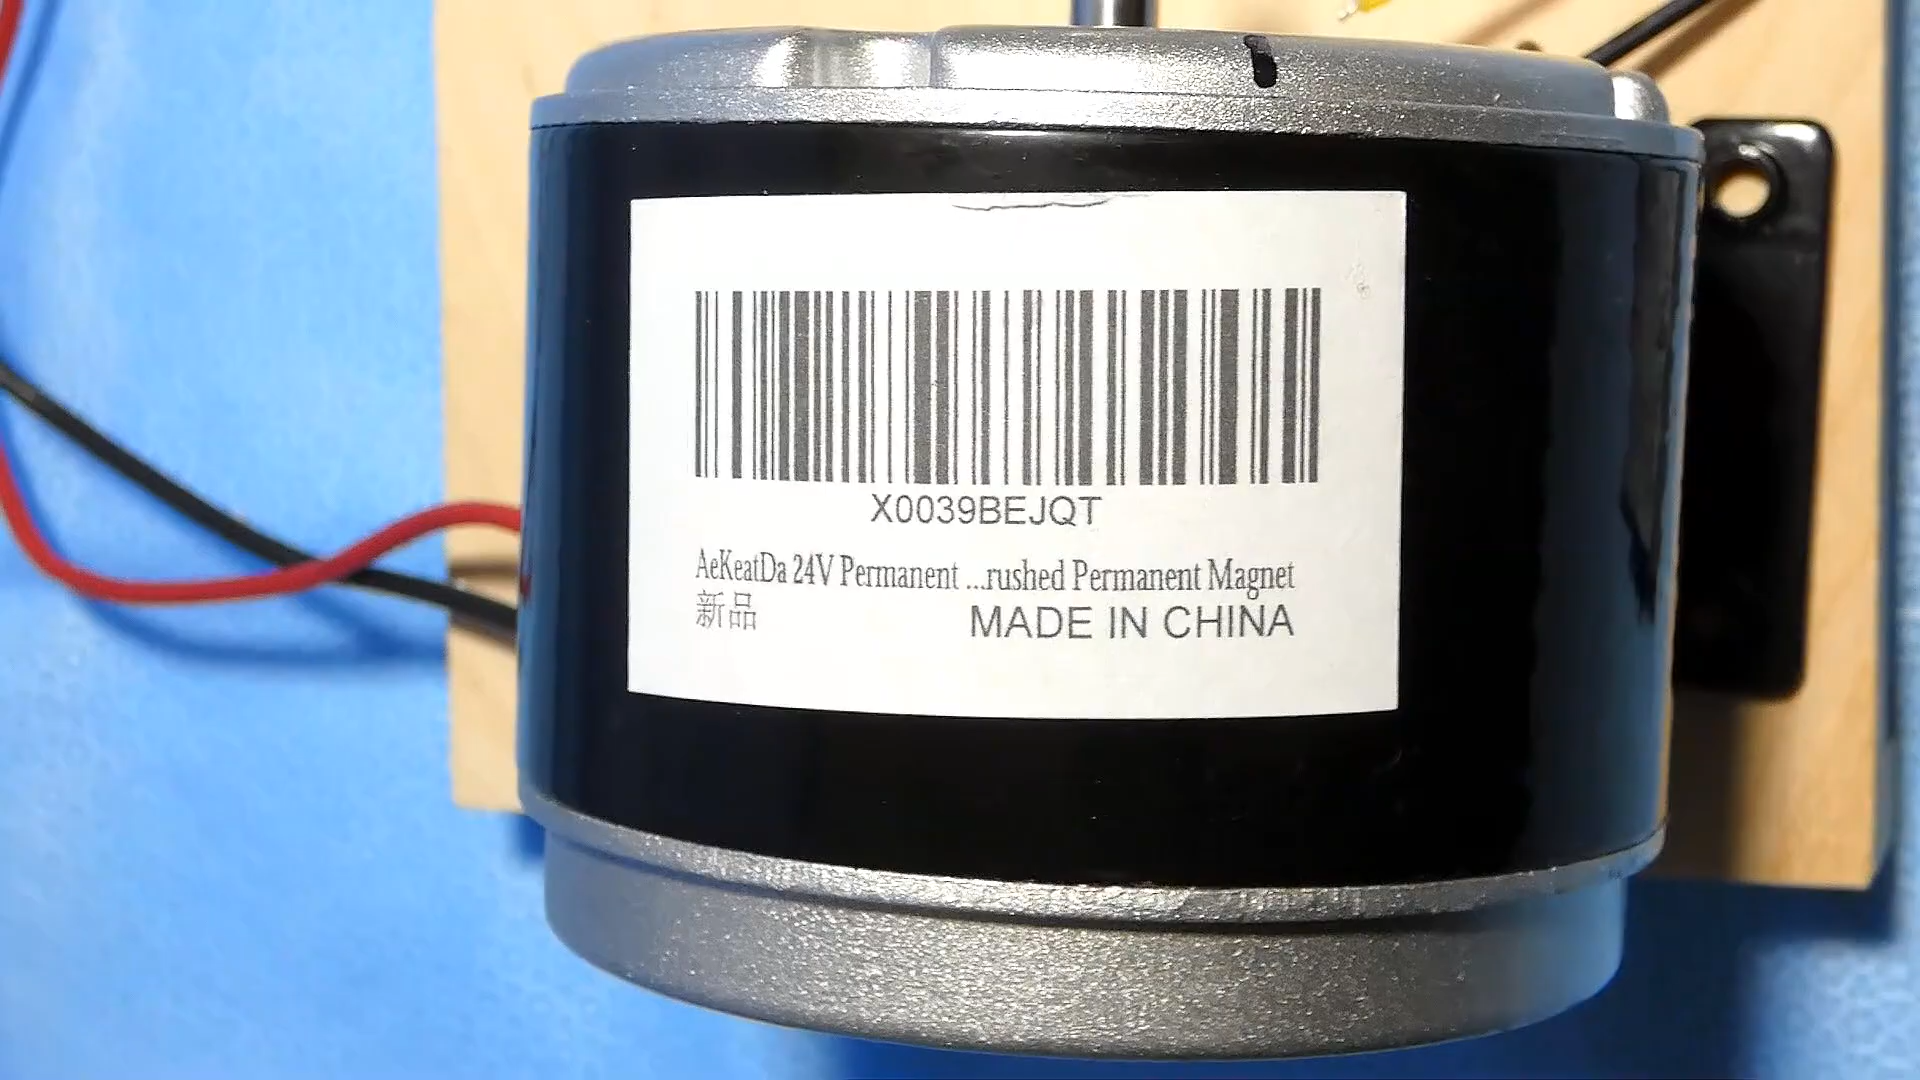 X0039BEJQT
AeKeatDa 24V Permanent ...rushed Permanent Magnet
新品
MADE IN CHINA